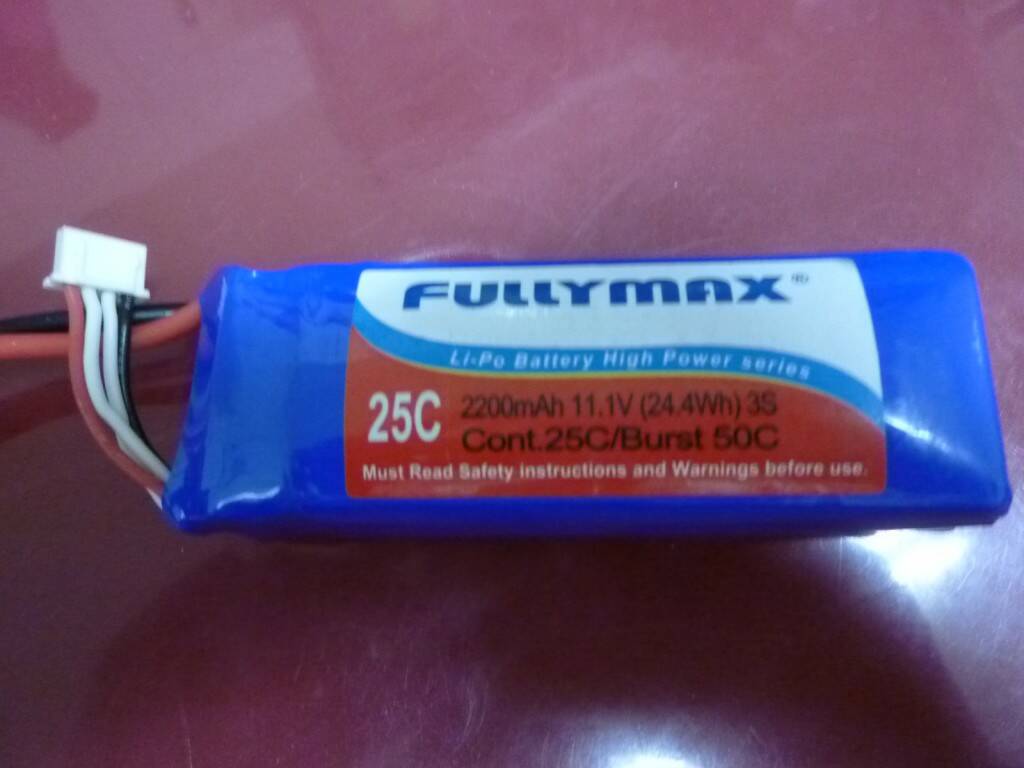 FULLYMAX®
Li-Po Battery High Power series
25C
2200mAh 11.1V (24.4Wh) 3S
Cont.25C/Burst 50C
Must Read Safety instructions and Warnings before use.